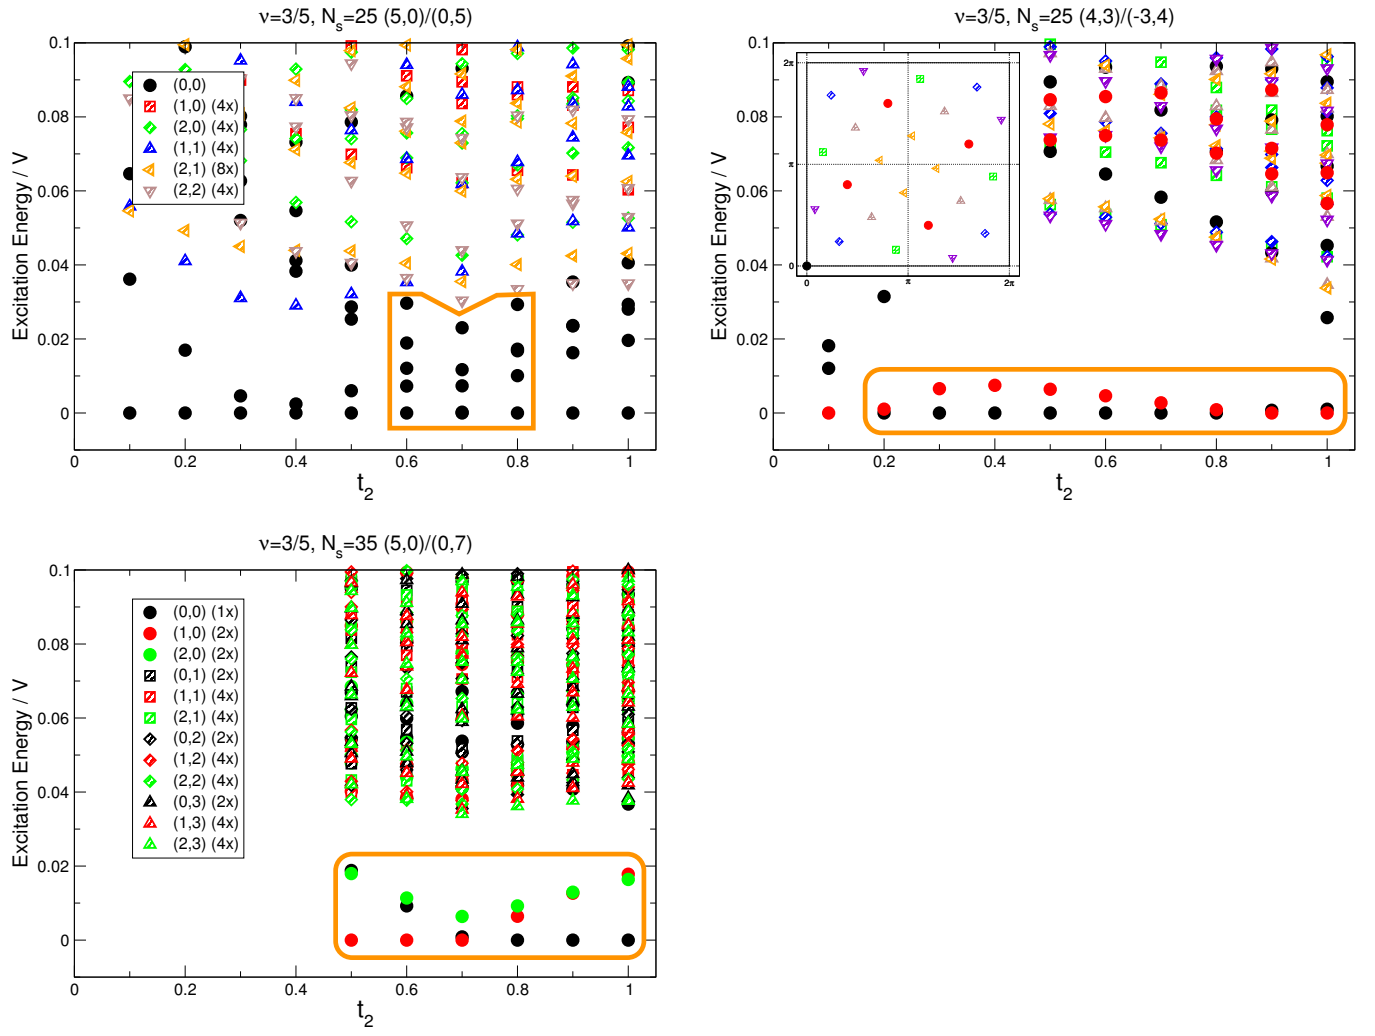 ν=3/5, N_s=25 (5,0)/(0,5)
Excitation Energy / V
0.1
0.08
0.06
0.04
0.02
0
(0,0)
(1,0) (4x)
(2,0) (4x)
(1,1) (4x)
(2,1) (8x)
(2,2) (4x)
0
0.2
0.4
0.6
0.8
1
t_2
ν=3/5, N_s=25 (4,3)/(-3,4)
Excitation Energy / V
0.1
0.08
0.06
0.04
0.02
0
2π
π
0
0
π
2π
0
0.2
0.4
0.6
0.8
1
t_2
ν=3/5, N_s=35 (5,0)/(0,7)
Excitation Energy / V
0.1
0.08
0.06
0.04
0.02
0
(0,0) (1x)
(1,0) (2x)
(2,0) (2x)
(0,1) (2x)
(1,1) (4x)
(2,1) (4x)
(0,2) (2x)
(1,2) (4x)
(2,2) (4x)
(0,3) (2x)
(1,3) (4x)
(2,3) (4x)
0
0.2
0.4
0.6
0.8
1
t_2